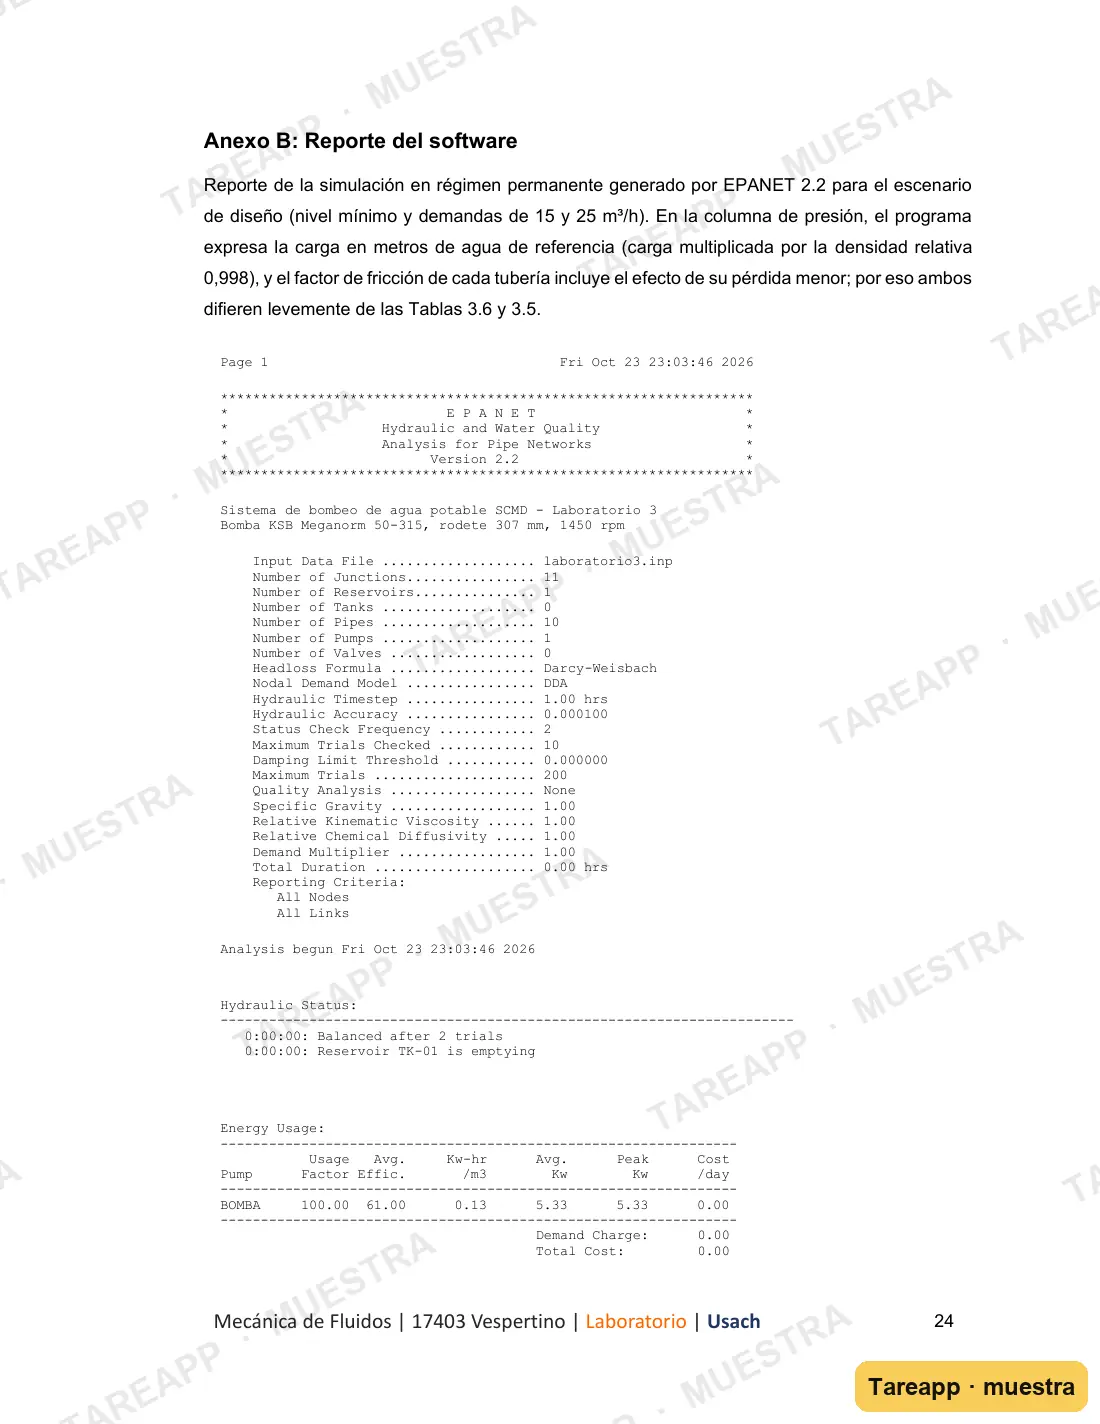 Anexo B: Reporte del software
Reporte de la simulación en régimen permanente generado por EPANET 2.2 para el escenario
de diseño (nivel mínimo y demandas de 15 y 25 m³/h). En la columna de presión, el programa
expresa la carga en metros de agua de referencia (carga multiplicada por la densidad relativa
0,998), y el factor de fricción de cada tubería incluye el efecto de su pérdida menor; por eso ambos
difieren levemente de las Tablas 3.6 y 3.5.
Page 1 Fri Oct 23 23:03:46 2026
******************************************************************
* E P A N E T *
* Hydraulic and Water Quality *
* Analysis for Pipe Networks *
* Version 2.2 *
******************************************************************
Sistema de bombeo de agua potable SCMD - Laboratorio 3
Bomba KSB Meganorm 50-315, rodete 307 mm, 1450 rpm
Input Data File ................... laboratorio3.inp
Number of Junctions................ 11
Number of Reservoirs............... 1
Number of Tanks ................... 0
Number of Pipes ................... 10
Number of Pumps ................... 1
Number of Valves .................. 0
Headloss Formula .................. Darcy-Weisbach
Nodal Demand Model ................ DDA
Hydraulic Timestep ................ 1.00 hrs
Hydraulic Accuracy ................ 0.000100
Status Check Frequency ............ 2
Maximum Trials Checked ............ 10
Damping Limit Threshold ........... 0.000000
Maximum Trials .................... 200
Quality Analysis .................. None
Specific Gravity .................. 1.00
Relative Kinematic Viscosity ...... 1.00
Relative Chemical Diffusivity ..... 1.00
Demand Multiplier ................. 1.00
Total Duration .................... 0.00 hrs
Reporting Criteria:
All Nodes
All Links
Analysis begun Fri Oct 23 23:03:46 2026
Hydraulic Status:
-----------------------------------------------------------------------
0:00:00: Balanced after 2 trials
0:00:00: Reservoir TK-01 is emptying
Energy Usage:
----------------------------------------------------------------
Usage Avg. Kw-hr Avg. Peak Cost
Pump Factor Effic. /m3 Kw Kw /day
----------------------------------------------------------------
BOMBA 100.00 61.00 0.13 5.33 5.33 0.00
----------------------------------------------------------------
Demand Charge: 0.00
Total Cost: 0.00
Mecánica de Fluidos | 17403 Vespertino | Laboratorio | Usach 24
Tareapp · muestra
TAREAPP · MUESTRA